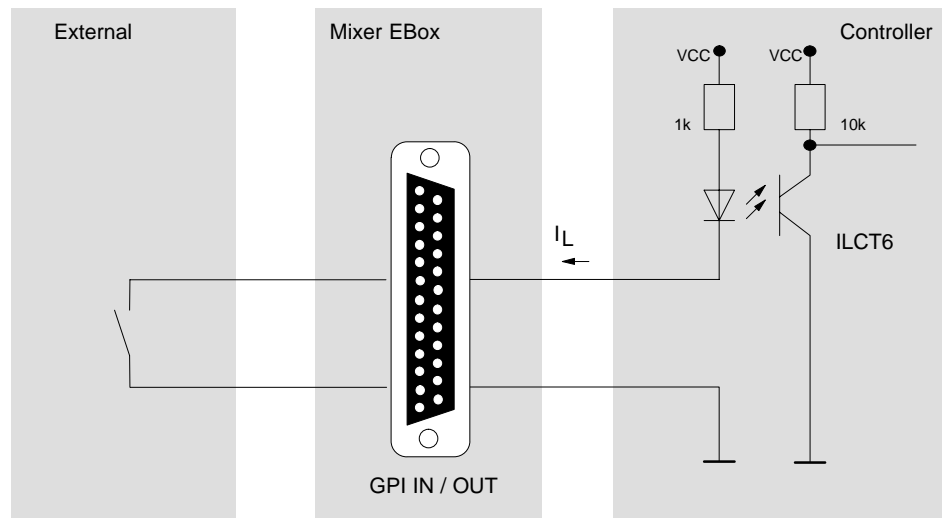 External
Mixer EBox
Controller
VCC
VCC
1k
10k
IL
ILCT6
GPI IN / OUT